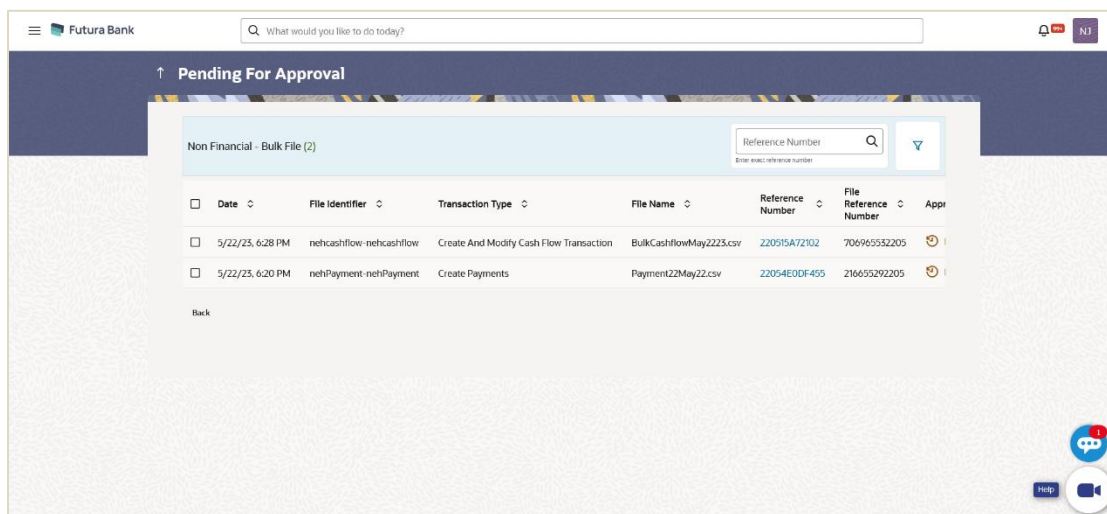 Futura Bank
What would you like to do today?
99+
NJ
↑ Pending For Approval
Non Financial - Bulk File (2)
Reference Number
Enter exact reference number
Date File Identifier Transaction Type File Name Reference Number File Reference Number Appr
5/22/23, 6:28 PM nehcashflow-nehcashflow Create And Modify Cash Flow Transaction BulkCashflowMay2223.csv 220515A72102 706965532205
5/22/23, 6:20 PM nehPayment-nehPayment Create Payments Payment22May22.csv 22054E0DF455 216655292205
Back
1
Help